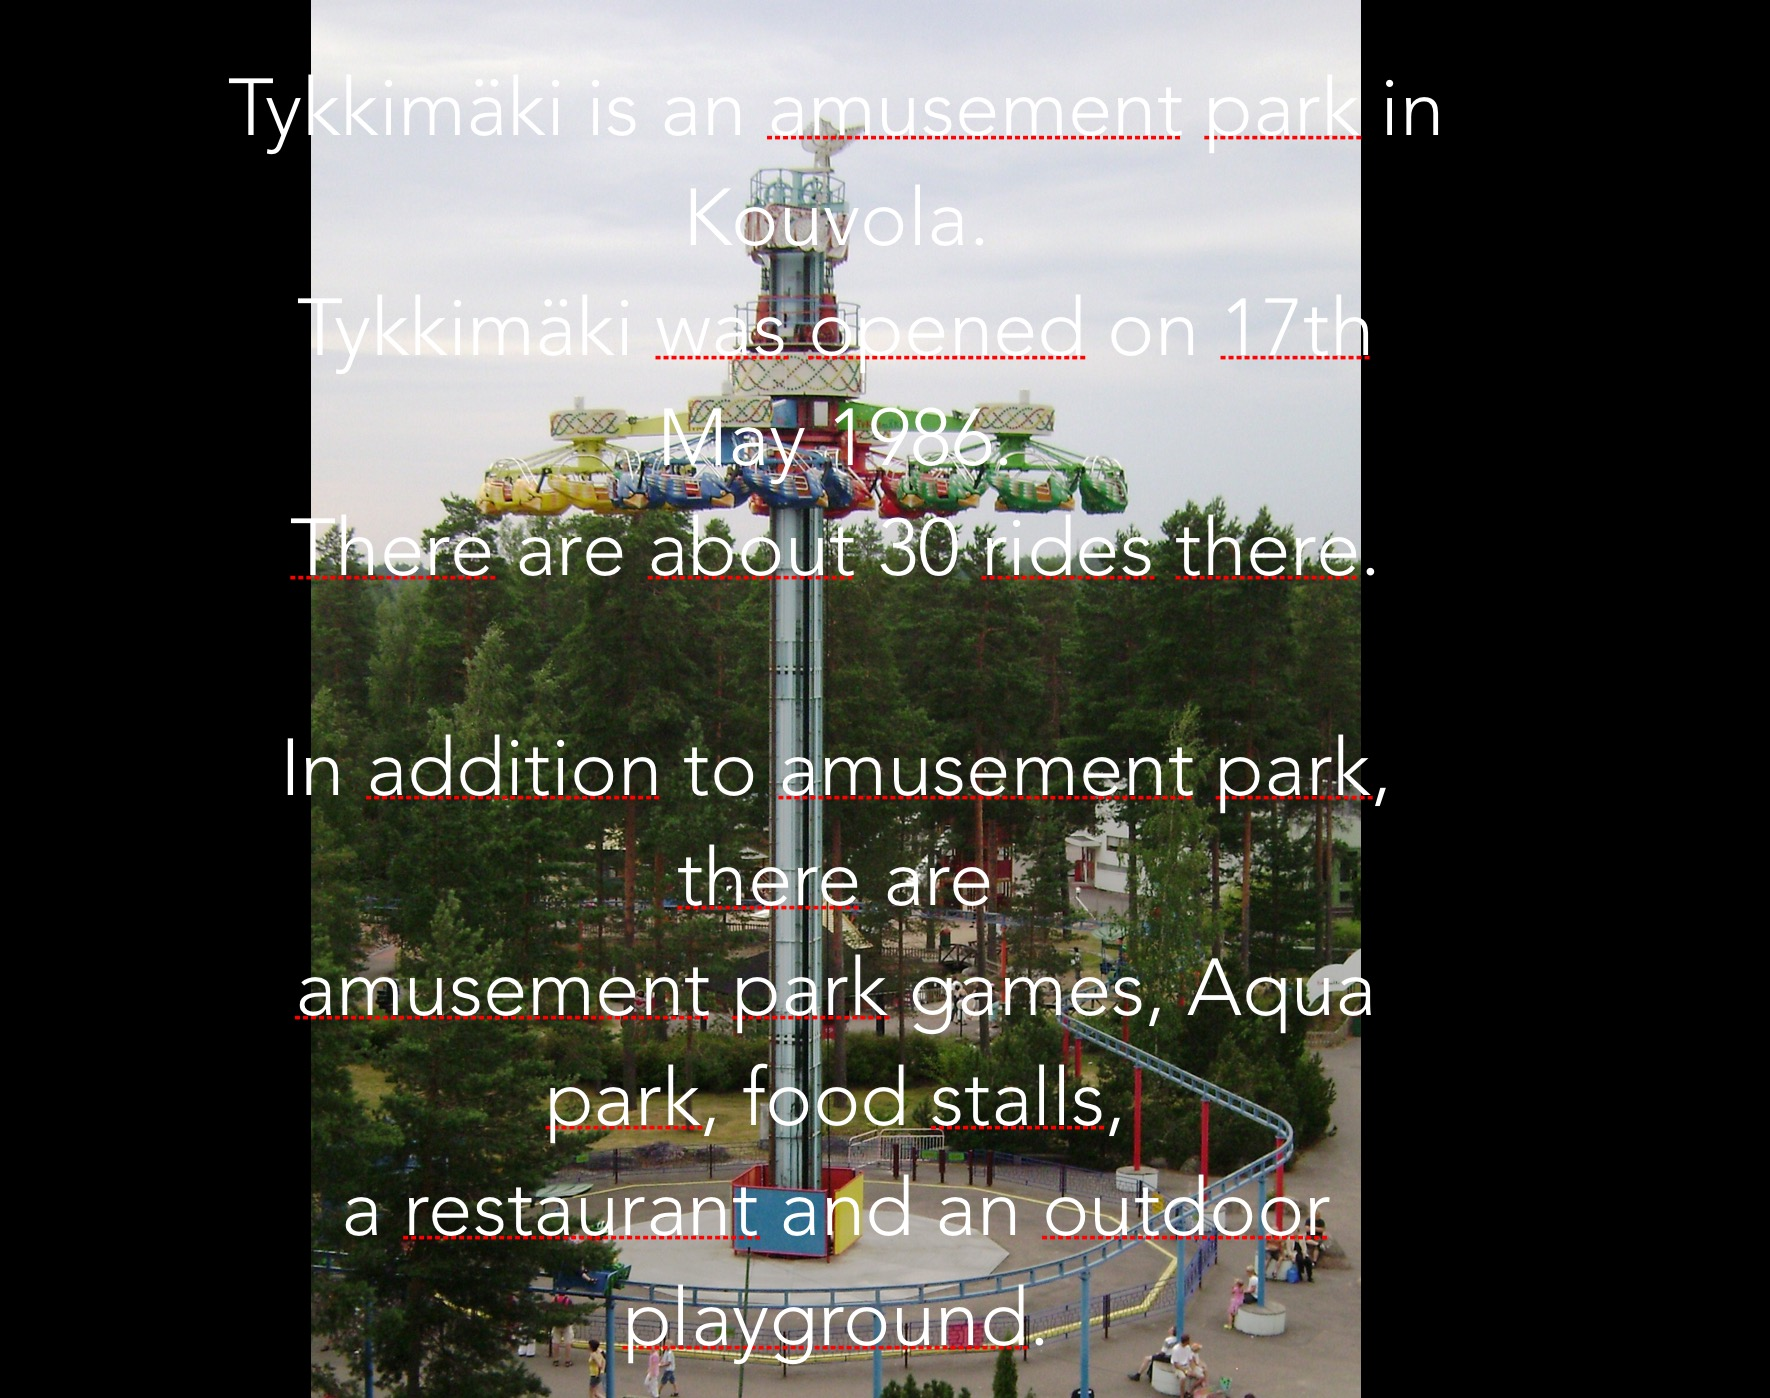 Tykkimäki is an amusement park in
Kouvola.
Tykkimäki was opened on 17th
May 1986.
There are about 30 rides there.
In addition to amusement park,
there are
amusement park games, Aqua
park, food stalls,
a restaurant and an outdoor
playground.